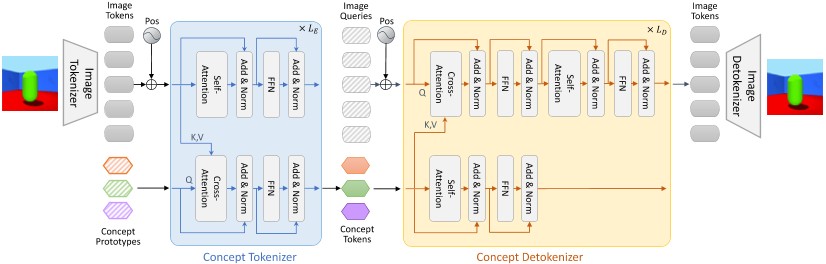 Image
Tokens
Pos
Image
Tokenizer
× L_E
Self-
Attention
Add & Norm
FFN
Add & Norm
K,V
Q
Cross-
Attention
Add & Norm
FFN
Add & Norm
Concept
Prototypes
Concept Tokenizer
Image
Queries
Pos
Concept
Tokens
× L_D
Q
Cross-
Attention
Add & Norm
FFN
Add & Norm
Self-
Attention
Add & Norm
FFN
Add & Norm
K,V
Self-
Attention
Add & Norm
FFN
Add & Norm
Concept Detokenizer
Image
Tokens
Image
Detokenizer